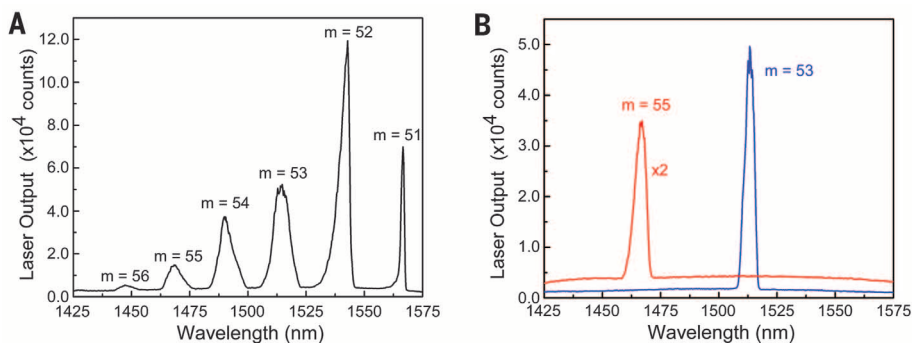 A
Laser Output (x10⁴ counts)
12.0
10.0
8.0
6.0
4.0
2.0
0.0
m = 56
m = 55
m = 54
m = 53
m = 52
m = 51
1425 1450 1475 1500 1525 1550 1575
Wavelength (nm)
B
Laser Output (x10⁴ counts)
5.0
4.0
3.0
2.0
1.0
0.0
m = 55
x2
m = 53
1425 1450 1475 1500 1525 1550 1575
Wavelength (nm)